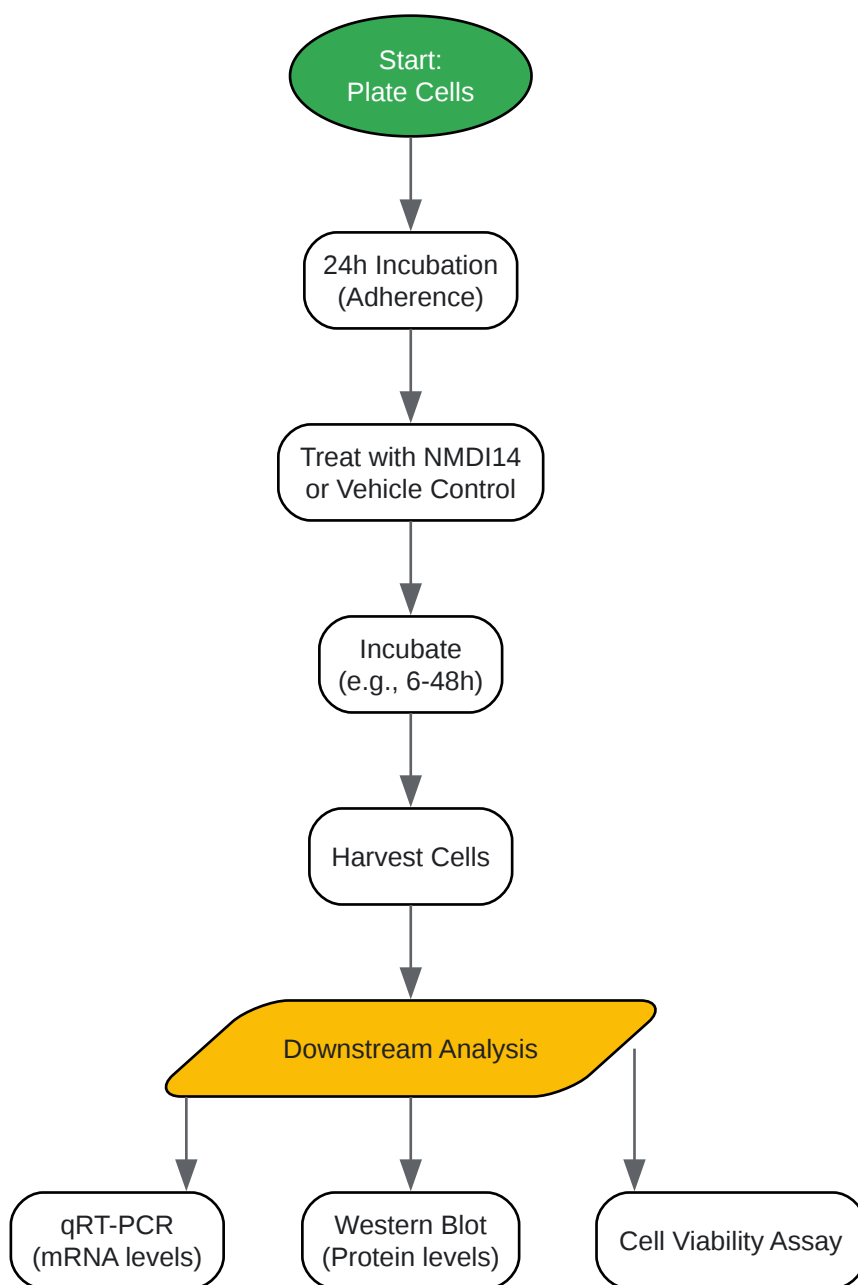 Start:
Plate Cells
24h Incubation
(Adherence)
Treat with NMDI14
or Vehicle Control
Incubate
(e.g., 6-48h)
Harvest Cells
Downstream Analysis
qRT-PCR
(mRNA levels)
Western Blot
(Protein levels)
Cell Viability Assay